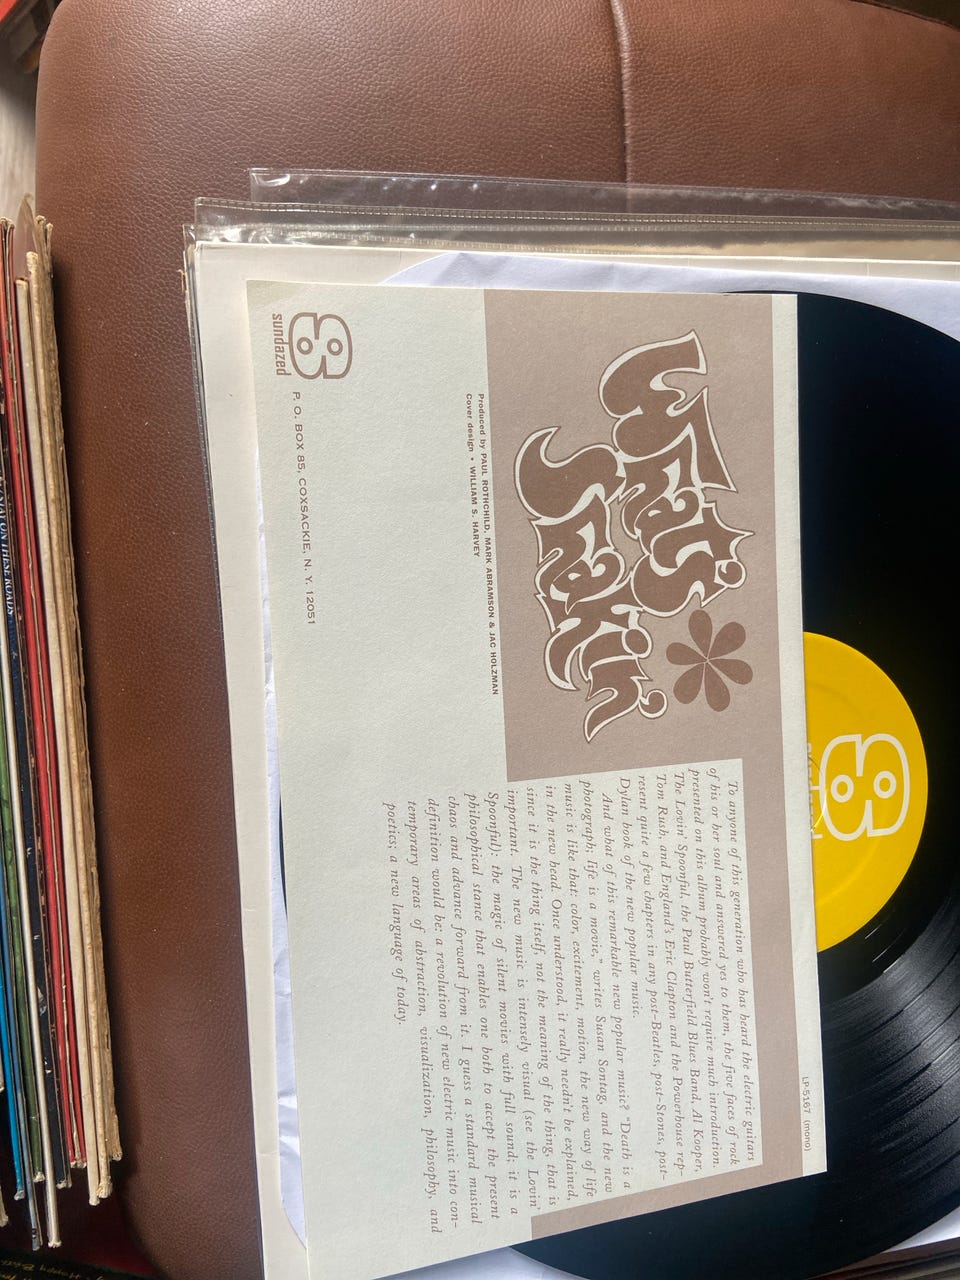 What's
Shakin'
LP-5167 (mono)
To anyone of this generation who has heard the electric guitars
of his or her soul and answered yes to them, the five faces of rock
presented on this album probably won't require much introduction.
The Lovin' Spoonful, the Paul Butterfield Blues Band, Al Kooper,
Tom Rush, and England's Eric Clapton and the Powerhouse rep-
resent quite a few chapters in any post-Beatles, post-Stones, post-
Dylan book of the new popular music.
And what of this remarkable new popular music? "Death is a
photograph; life is a movie," writes Susan Sontag, and the new
music is like that: color, excitement, motion, the new way of life
in the new head. Once understood, it really needn't be explained,
since it is the thing itself, not the meaning of the thing, that is
important. The new music is intensely visual (see the Lovin'
Spoonful): the magic of silent movies with full sound; it is a
philosophical stance that enables one both to accept the present
chaos and advance forward from it. I guess a standard musical
definition would be: a revolution of new electric music into con-
temporary areas of abstraction, visualization, philosophy, and
poetics; a new language of today.
Produced by PAUL ROTHCHILD, MARK ABRAMSON & JAC HOLZMAN
Cover design • WILLIAM S. HARVEY
sundazed
P. O. BOX 85, COXSACKIE, N. Y. 12051
STAY ON THESE ROADS